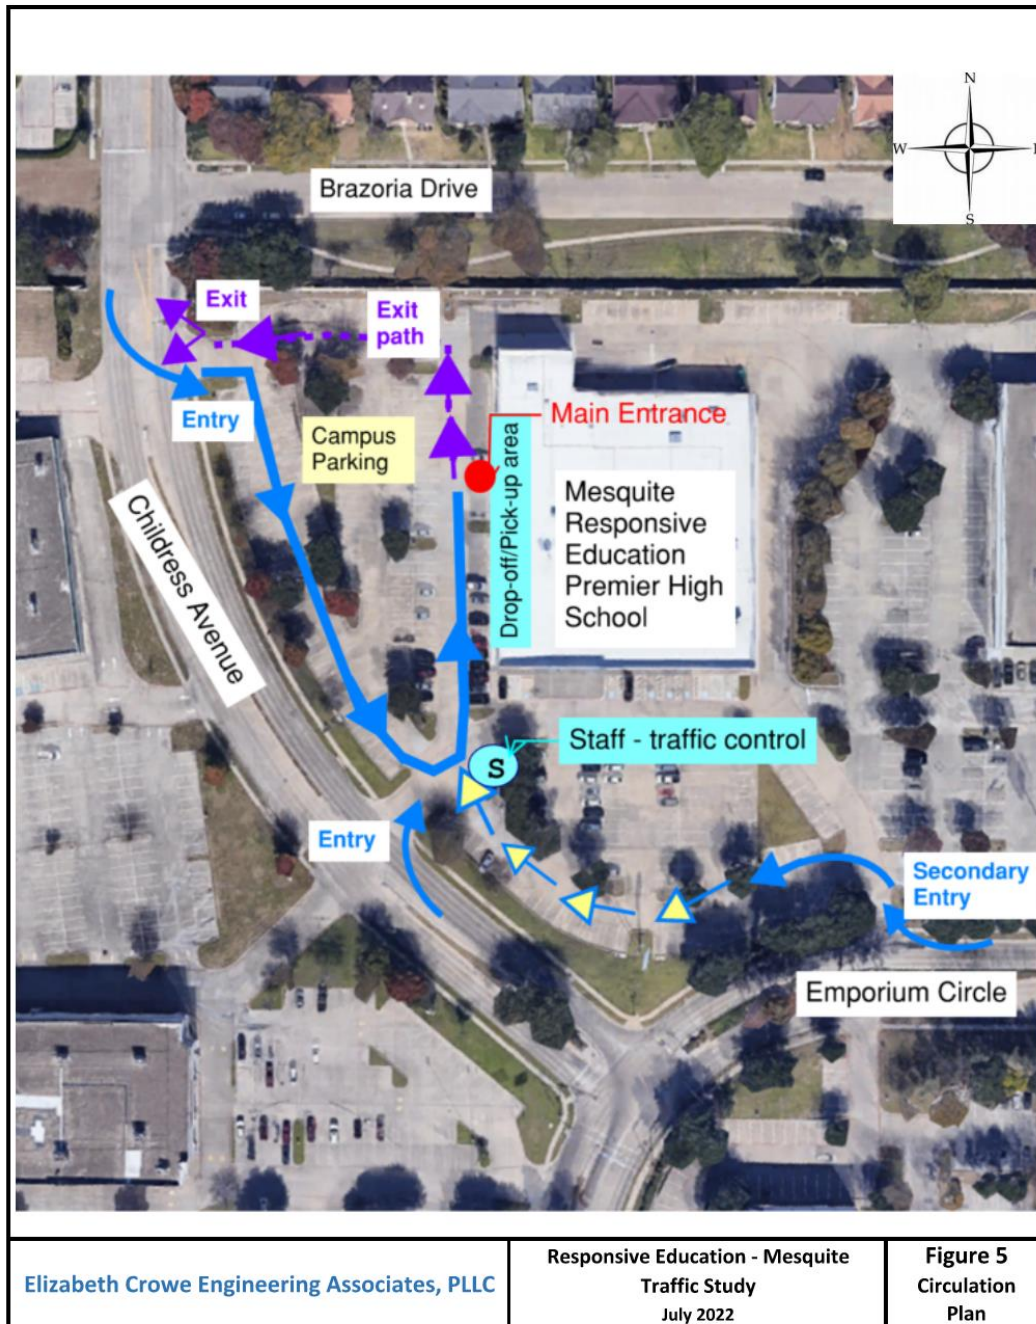 N
W
E
S
Brazoria Drive
Exit
Exit
path
Entry
Campus
Parking
Main Entrance
Drop-off/Pick-up area
Mesquite
Responsive
Education
Premier High
School
Childress Avenue
Staff - traffic control
S
Entry
Secondary
Entry
Emporium Circle
Elizabeth Crowe Engineering Associates, PLLC
Responsive Education - Mesquite
Traffic Study
July 2022
Figure 5
Circulation
Plan